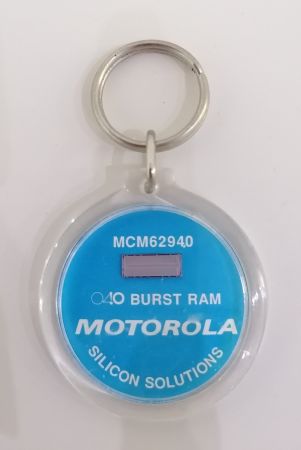 MCM62940
040 BURST RAM
MOTOROLA
SILICON SOLUTIONS